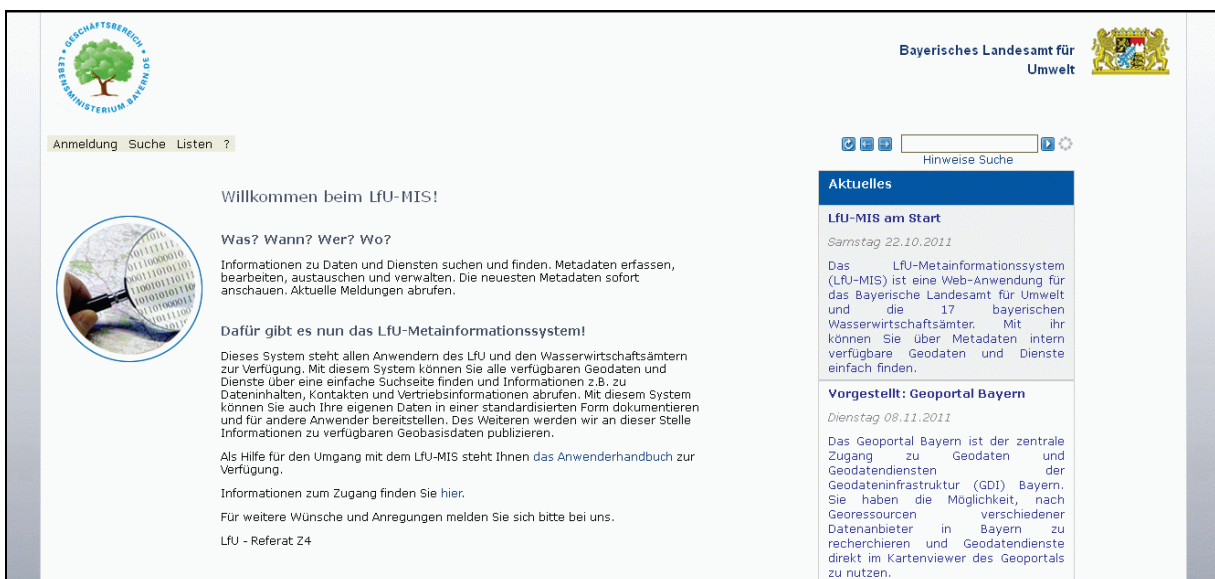 GESCHÄFTSBEREICH
LEBENSMINISTERIUM.BAYERN.DE
Bayerisches Landesamt für
Umwelt
Anmeldung Suche Listen ?
Hinweise Suche
Willkommen beim LfU-MIS!
Was? Wann? Wer? Wo?
Informationen zu Daten und Diensten suchen und finden. Metadaten erfassen,
bearbeiten, austauschen und verwalten. Die neuesten Metadaten sofort
anschauen. Aktuelle Meldungen abrufen.
Dafür gibt es nun das LfU-Metainformationssystem!
Dieses System steht allen Anwendern des LfU und den Wasserwirtschaftsämtern
zur Verfügung. Mit diesem System können Sie alle verfügbaren Geodaten und
Dienste über eine einfache Suchseite finden und Informationen z.B. zu
Dateninhalten, Kontakten und Vertriebsinformationen abrufen. Mit diesem System
können Sie auch Ihre eigenen Daten in einer standardisierten Form dokumentieren
und für andere Anwender bereitstellen. Des Weiteren werden wir an dieser Stelle
Informationen zu verfügbaren Geobasisdaten publizieren.
Als Hilfe für den Umgang mit dem LfU-MIS steht Ihnen das Anwenderhandbuch zur
Verfügung.
Informationen zum Zugang finden Sie hier.
Für weitere Wünsche und Anregungen melden Sie sich bitte bei uns.
LfU - Referat Z4
Aktuelles
LfU-MIS am Start
Samstag 22.10.2011
Das LfU-Metainformationssystem
(LfU-MIS) ist eine Web-Anwendung für
das Bayerische Landesamt für Umwelt
und die 17 bayerischen
Wasserwirtschaftsämter. Mit ihr
können Sie über Metadaten intern
verfügbare Geodaten und Dienste
einfach finden.
Vorgestellt: Geoportal Bayern
Dienstag 08.11.2011
Das Geoportal Bayern ist der zentrale
Zugang zu Geodaten und
Geodatendiensten der
Geodateninfrastruktur (GDI) Bayern.
Sie haben die Möglichkeit, nach
Georessourcen verschiedener
Datenanbieter in Bayern zu
recherchieren und Geodatendienste
direkt im Kartenviewer des Geoportals
zu nutzen.